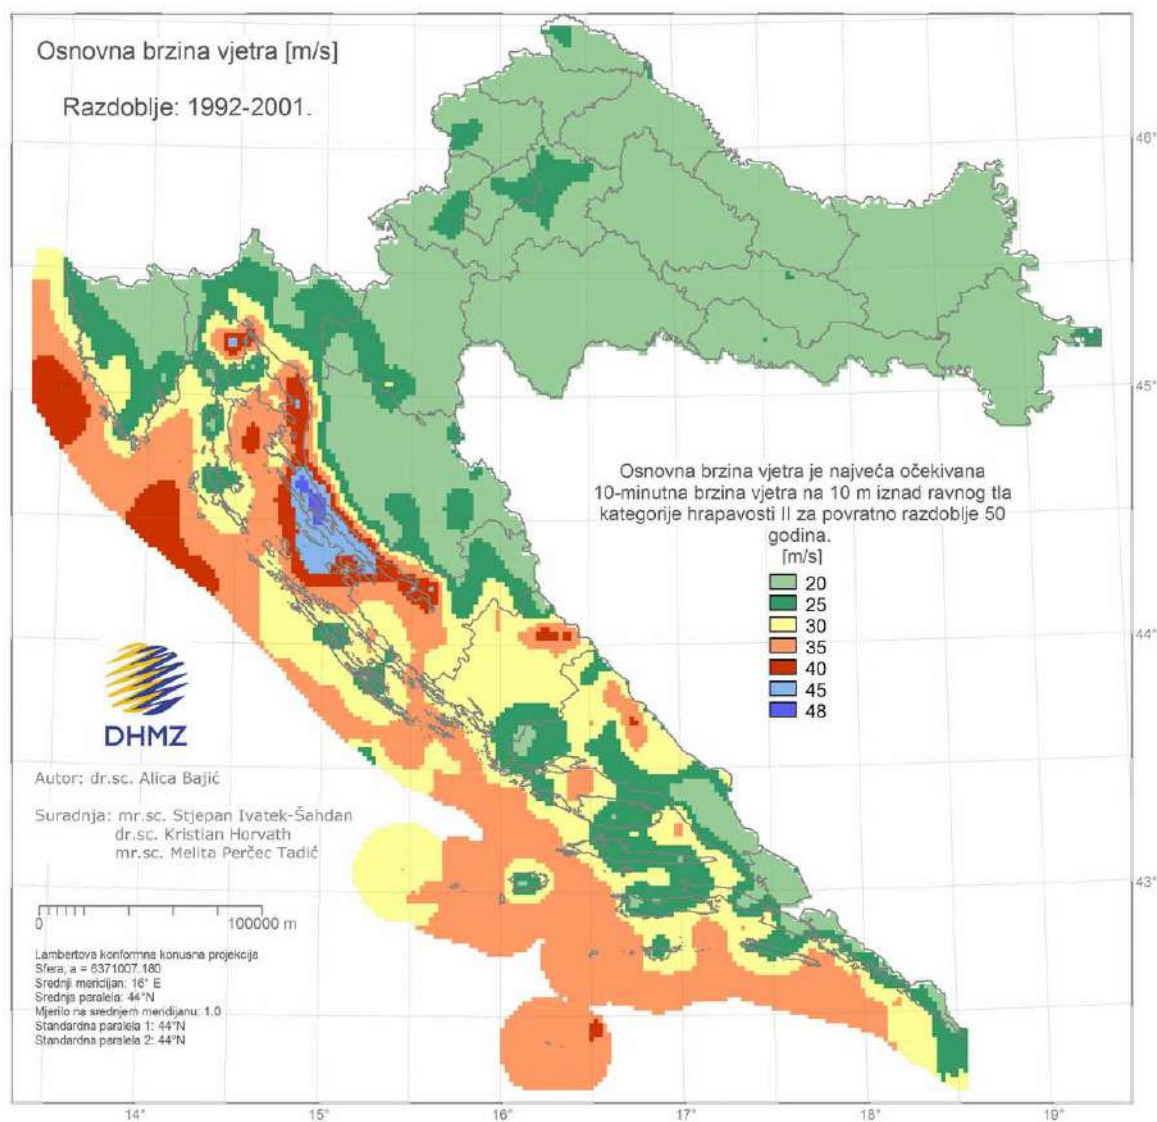 Osnovna brzina vjetra [m/s]
Razdoblje: 1992-2001.
46°
45°
Osnovna brzina vjetra je najveća očekivana
10-minutna brzina vjetra na 10 m iznad ravnog tla
kategorije hrapavosti II za povratno razdoblje 50
godina.
[m/s]
20
25
30
35
40
45
48
44°
DHMZ
Autor: dr.sc. Alica Bajić
Suradnja: mr.sc. Stjepan Ivatek-Šahdan
dr.sc. Kristian Horvath
mr.sc. Melita Perčec Tadić
43°
0 100000 m
Lambertova konformna konusna projekcija
Sfera, a = 6371007.180
Srednji meridijan: 16° E
Srednja paralela: 44°N
Mjerilo na srednjem meridijanu: 1.0
Standardna paralela 1: 44°N
Standardna paralela 2: 44°N
14° 15° 16° 17° 18° 19°